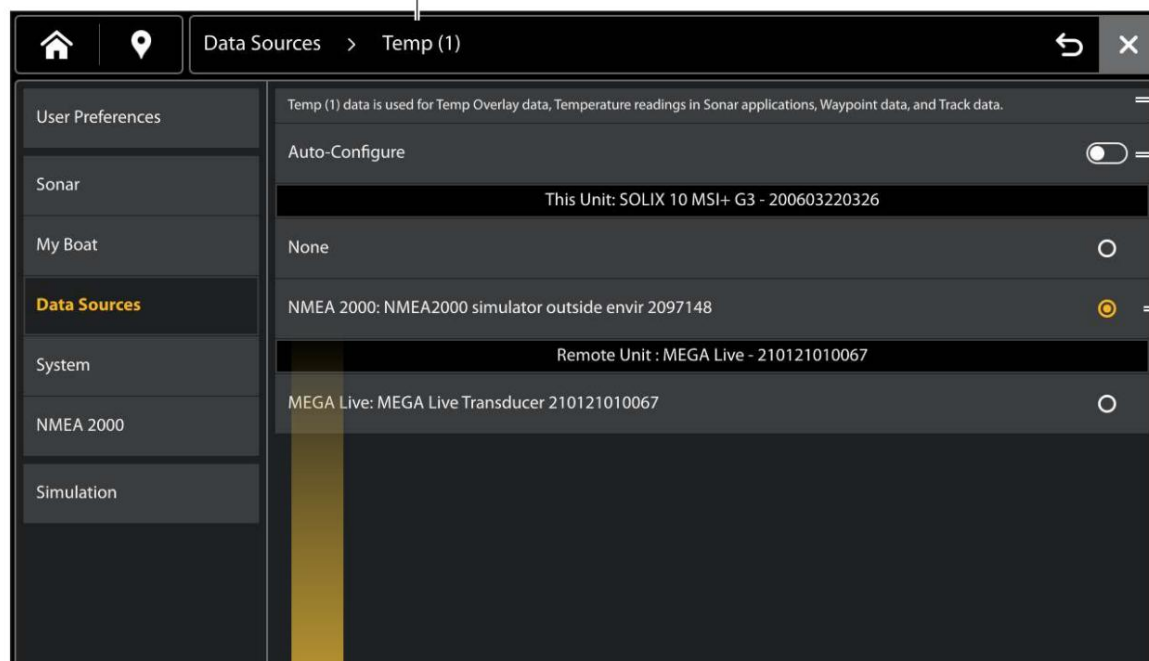 Data Sources > Temp (1)
User Preferences
Sonar
My Boat
Data Sources
System
NMEA 2000
Simulation
Temp (1) data is used for Temp Overlay data, Temperature readings in Sonar applications, Waypoint data, and Track data.
Auto-Configure
This Unit: SOLIX 10 MSI+ G3 - 200603220326
None
NMEA 2000: NMEA2000 simulator outside envir 2097148
Remote Unit : MEGA Live - 210121010067
MEGA Live: MEGA Live Transducer 210121010067